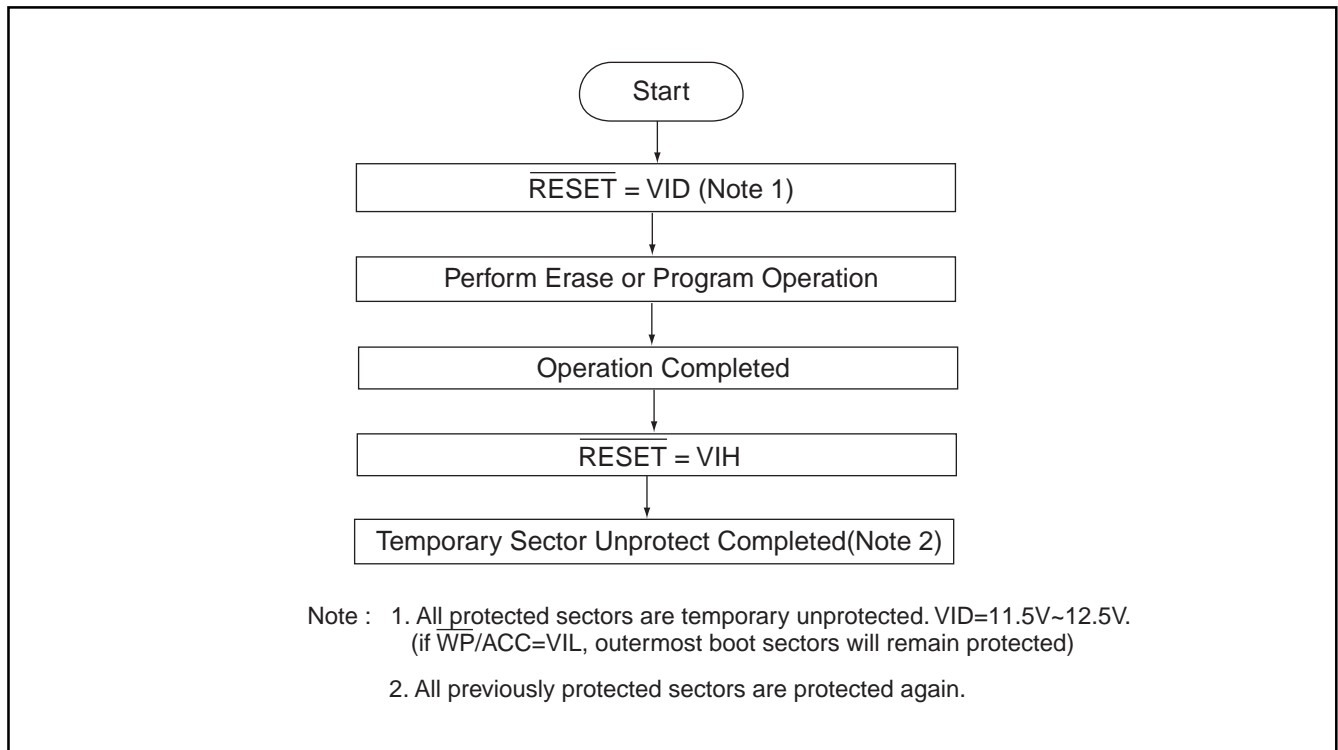 Start
RESET = VID (Note 1)
Perform Erase or Program Operation
Operation Completed
RESET = VIH
Temporary Sector Unprotect Completed(Note 2)
Note : 1. All protected sectors are temporary unprotected. VID=11.5V~12.5V.
(if WP/ACC=VIL, outermost boot sectors will remain protected)
2. All previously protected sectors are protected again.